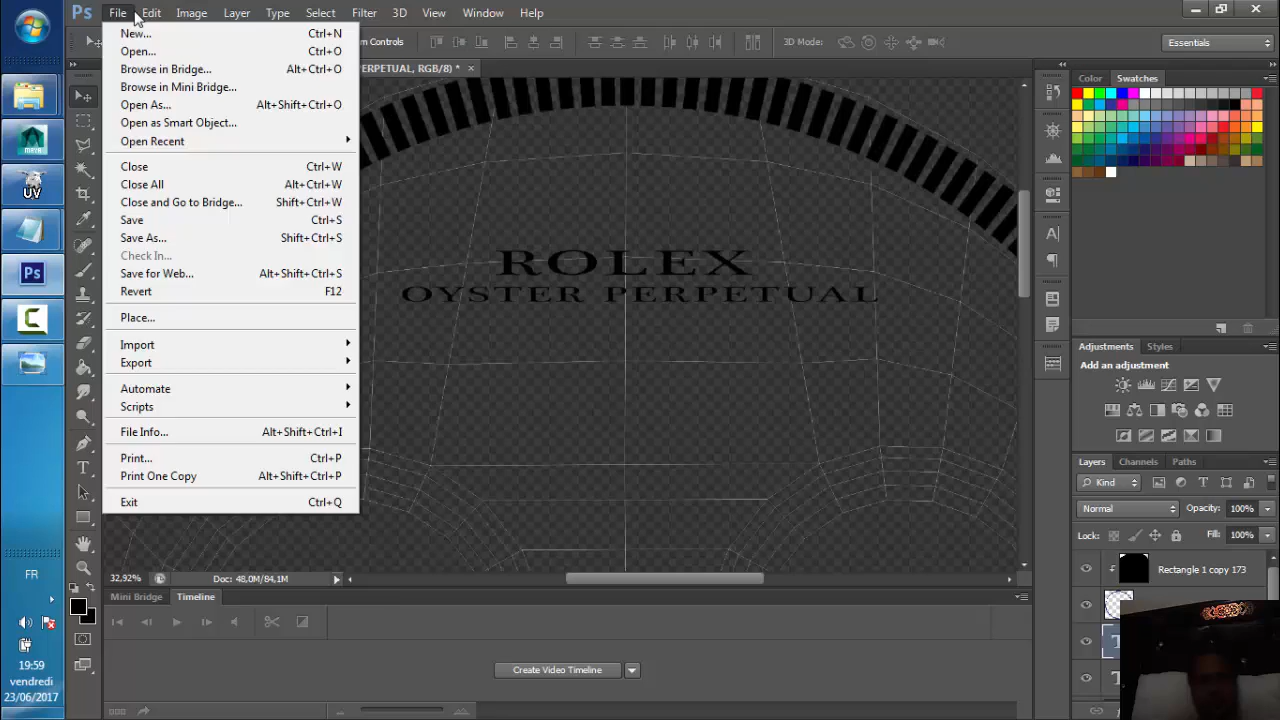 Ps File Edit Image Layer Type Select Filter 3D View Window Help
m Controls 3D Mode: Essentials
PERPETUAL, RGB/8) * ×
New... Ctrl+N
Open... Ctrl+O
Browse in Bridge... Alt+Ctrl+O
Browse in Mini Bridge...
Open As... Alt+Shift+Ctrl+O
Open as Smart Object...
Open Recent
Close Ctrl+W
Close All Alt+Ctrl+W
Close and Go to Bridge... Shift+Ctrl+W
Save Ctrl+S
Save As... Shift+Ctrl+S
Check In...
Save for Web... Alt+Shift+Ctrl+S
Revert F12
Place...
Import
Export
Automate
Scripts
File Info... Alt+Shift+Ctrl+I
Print... Ctrl+P
Print One Copy Alt+Shift+Ctrl+P
Exit Ctrl+Q
ROLEX
OYSTER PERPETUAL
Color Swatches
Adjustments Styles
Add an adjustment
Layers Channels Paths
Kind
Normal Opacity: 100%
Lock: Fill: 100%
Rectangle 1 copy 173
32,92% Doc: 48,0M/84,1M
Mini Bridge Timeline
Create Video Timeline
maya
UV
Ps
FR
19:59
vendredi
23/06/2017